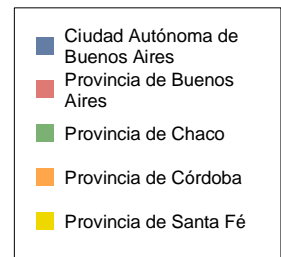 Ciudad Autónoma de
Buenos Aires
Provincia de Buenos
Aires
Provincia de Chaco
Provincia de Córdoba
Provincia de Santa Fé